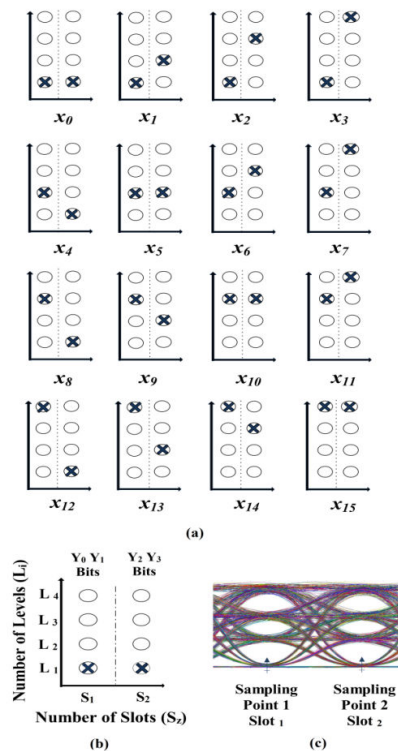 x0 x1 x2 x3
x4 x5 x6 x7
x8 x9 x10 x11
x12 x13 x14 x15
(a)
Y0 Y1 Y2 Y3
Bits Bits
Number of Levels (Li)
L 4
L 3
L 2
L 1
S1 S2
Number of Slots (Sz)
(b)
Sampling Sampling
Point 1 Point 2
Slot 1 Slot 2
(c)